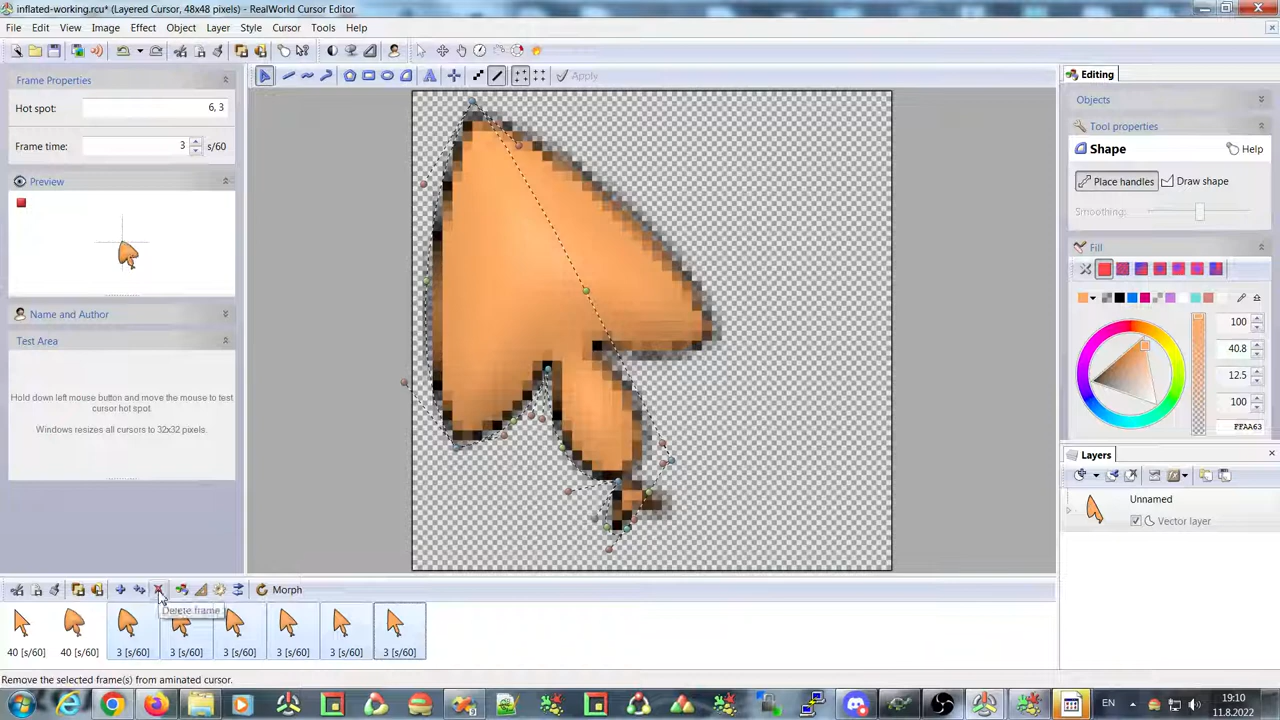 inflated-working.rcu* (Layered Cursor, 48x48 pixels) - RealWorld Cursor Editor
File Edit View Image Effect Object Layer Style Cursor Tools Help
Frame Properties
Hot spot: 6, 3
Frame time: 3 s/60
Preview
Name and Author
Test Area
Hold down left mouse button and move the mouse to test
cursor hot spot.
Windows resizes all cursors to 32x32 pixels.
Apply
Editing
Objects
Tool properties
Shape Help
Place handles Draw shape
Smoothing:
Fill
100
40.8
12.5
100
FFAA63
Layers
Unnamed
Vector layer
Morph
Delete frame
40 [s/60] 40 [s/60] 3 [s/60] 3 [s/60] 3 [s/60] 3 [s/60] 3 [s/60] 3 [s/60]
Remove the selected frame(s) from aminated cursor.
EN
19:10
11.8.2022